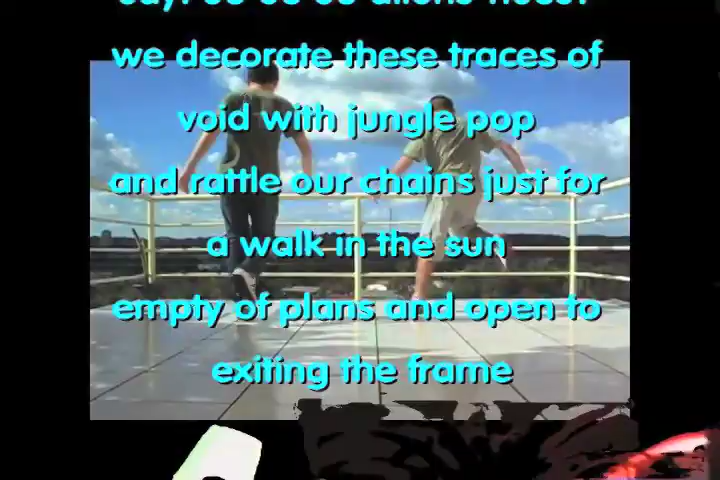 we decorate these traces of
void with jungle pop
and rattle our chains just for
a walk in the sun
empty of plans and open to
exiting the frame